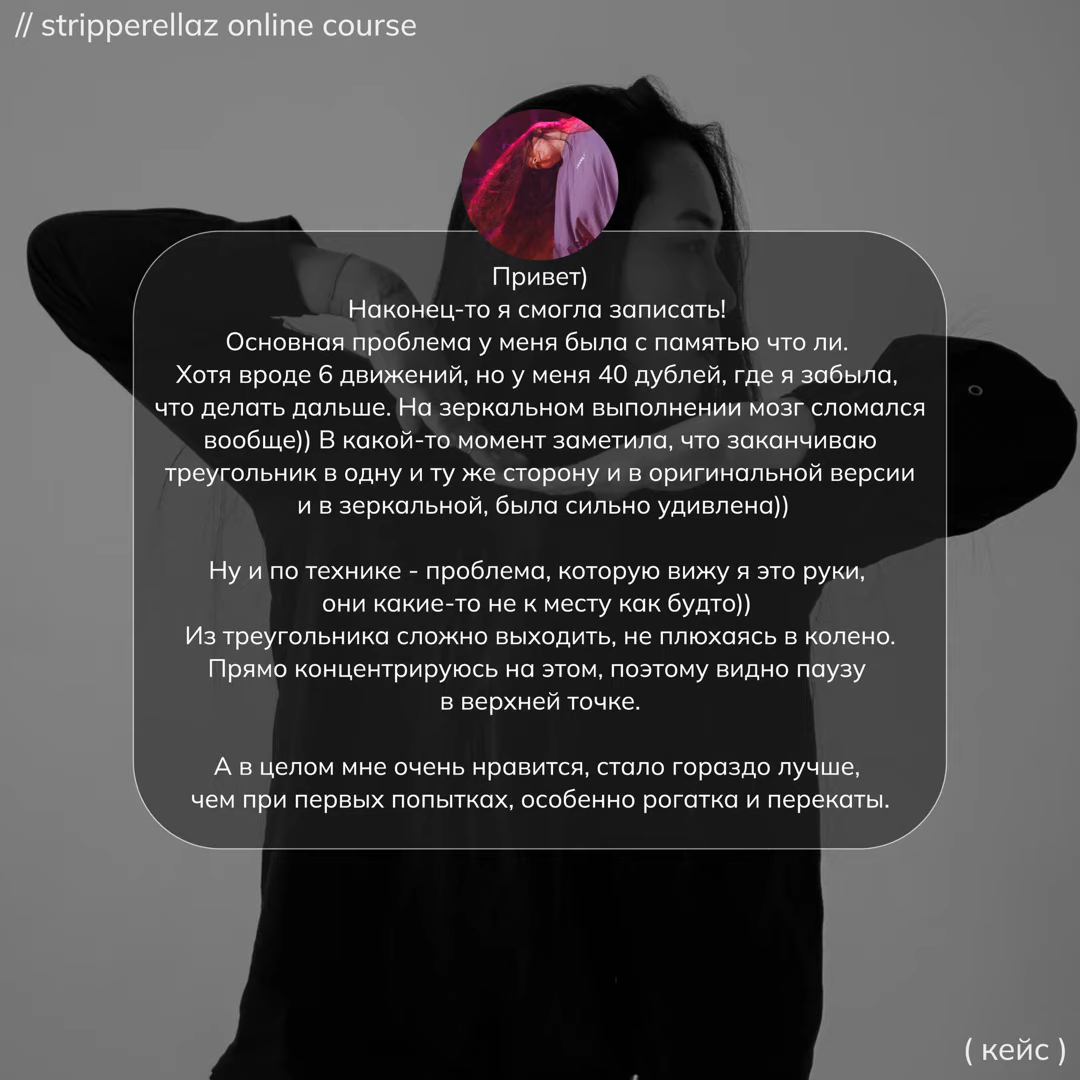 // stripperellaz online course
Привет)
Наконец-то я смогла записать!
Основная проблема у меня была с памятью что ли.
Хотя вроде 6 движений, но у меня 40 дублей, где я забыла,
что делать дальше. На зеркальном выполнении мозг сломался
вообще)) В какой-то момент заметила, что заканчиваю
треугольник в одну и ту же сторону и в оригинальной версии
и в зеркальной, была сильно удивлена))
Ну и по технике - проблема, которую вижу я это руки,
они какие-то не к месту как будто))
Из треугольника сложно выходить, не плюхаясь в колено.
Прямо концентрируюсь на этом, поэтому видно паузу
в верхней точке.
А в целом мне очень нравится, стало гораздо лучше,
чем при первых попытках, особенно рогатка и перекаты.
( кейс )